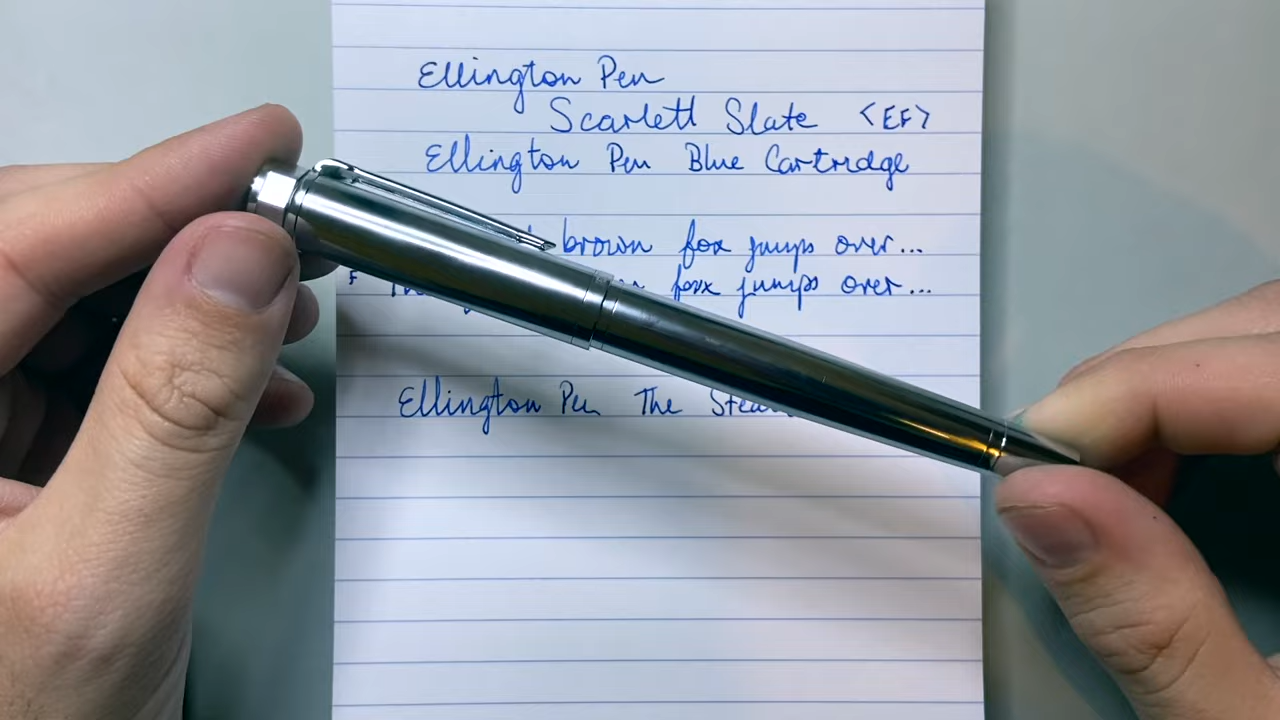 Ellington Pen
Scarlett Slate <EF>
Ellington Pen Blue Cartridge
brown fox jumps over...
F fox jumps over...
Ellington Pen The